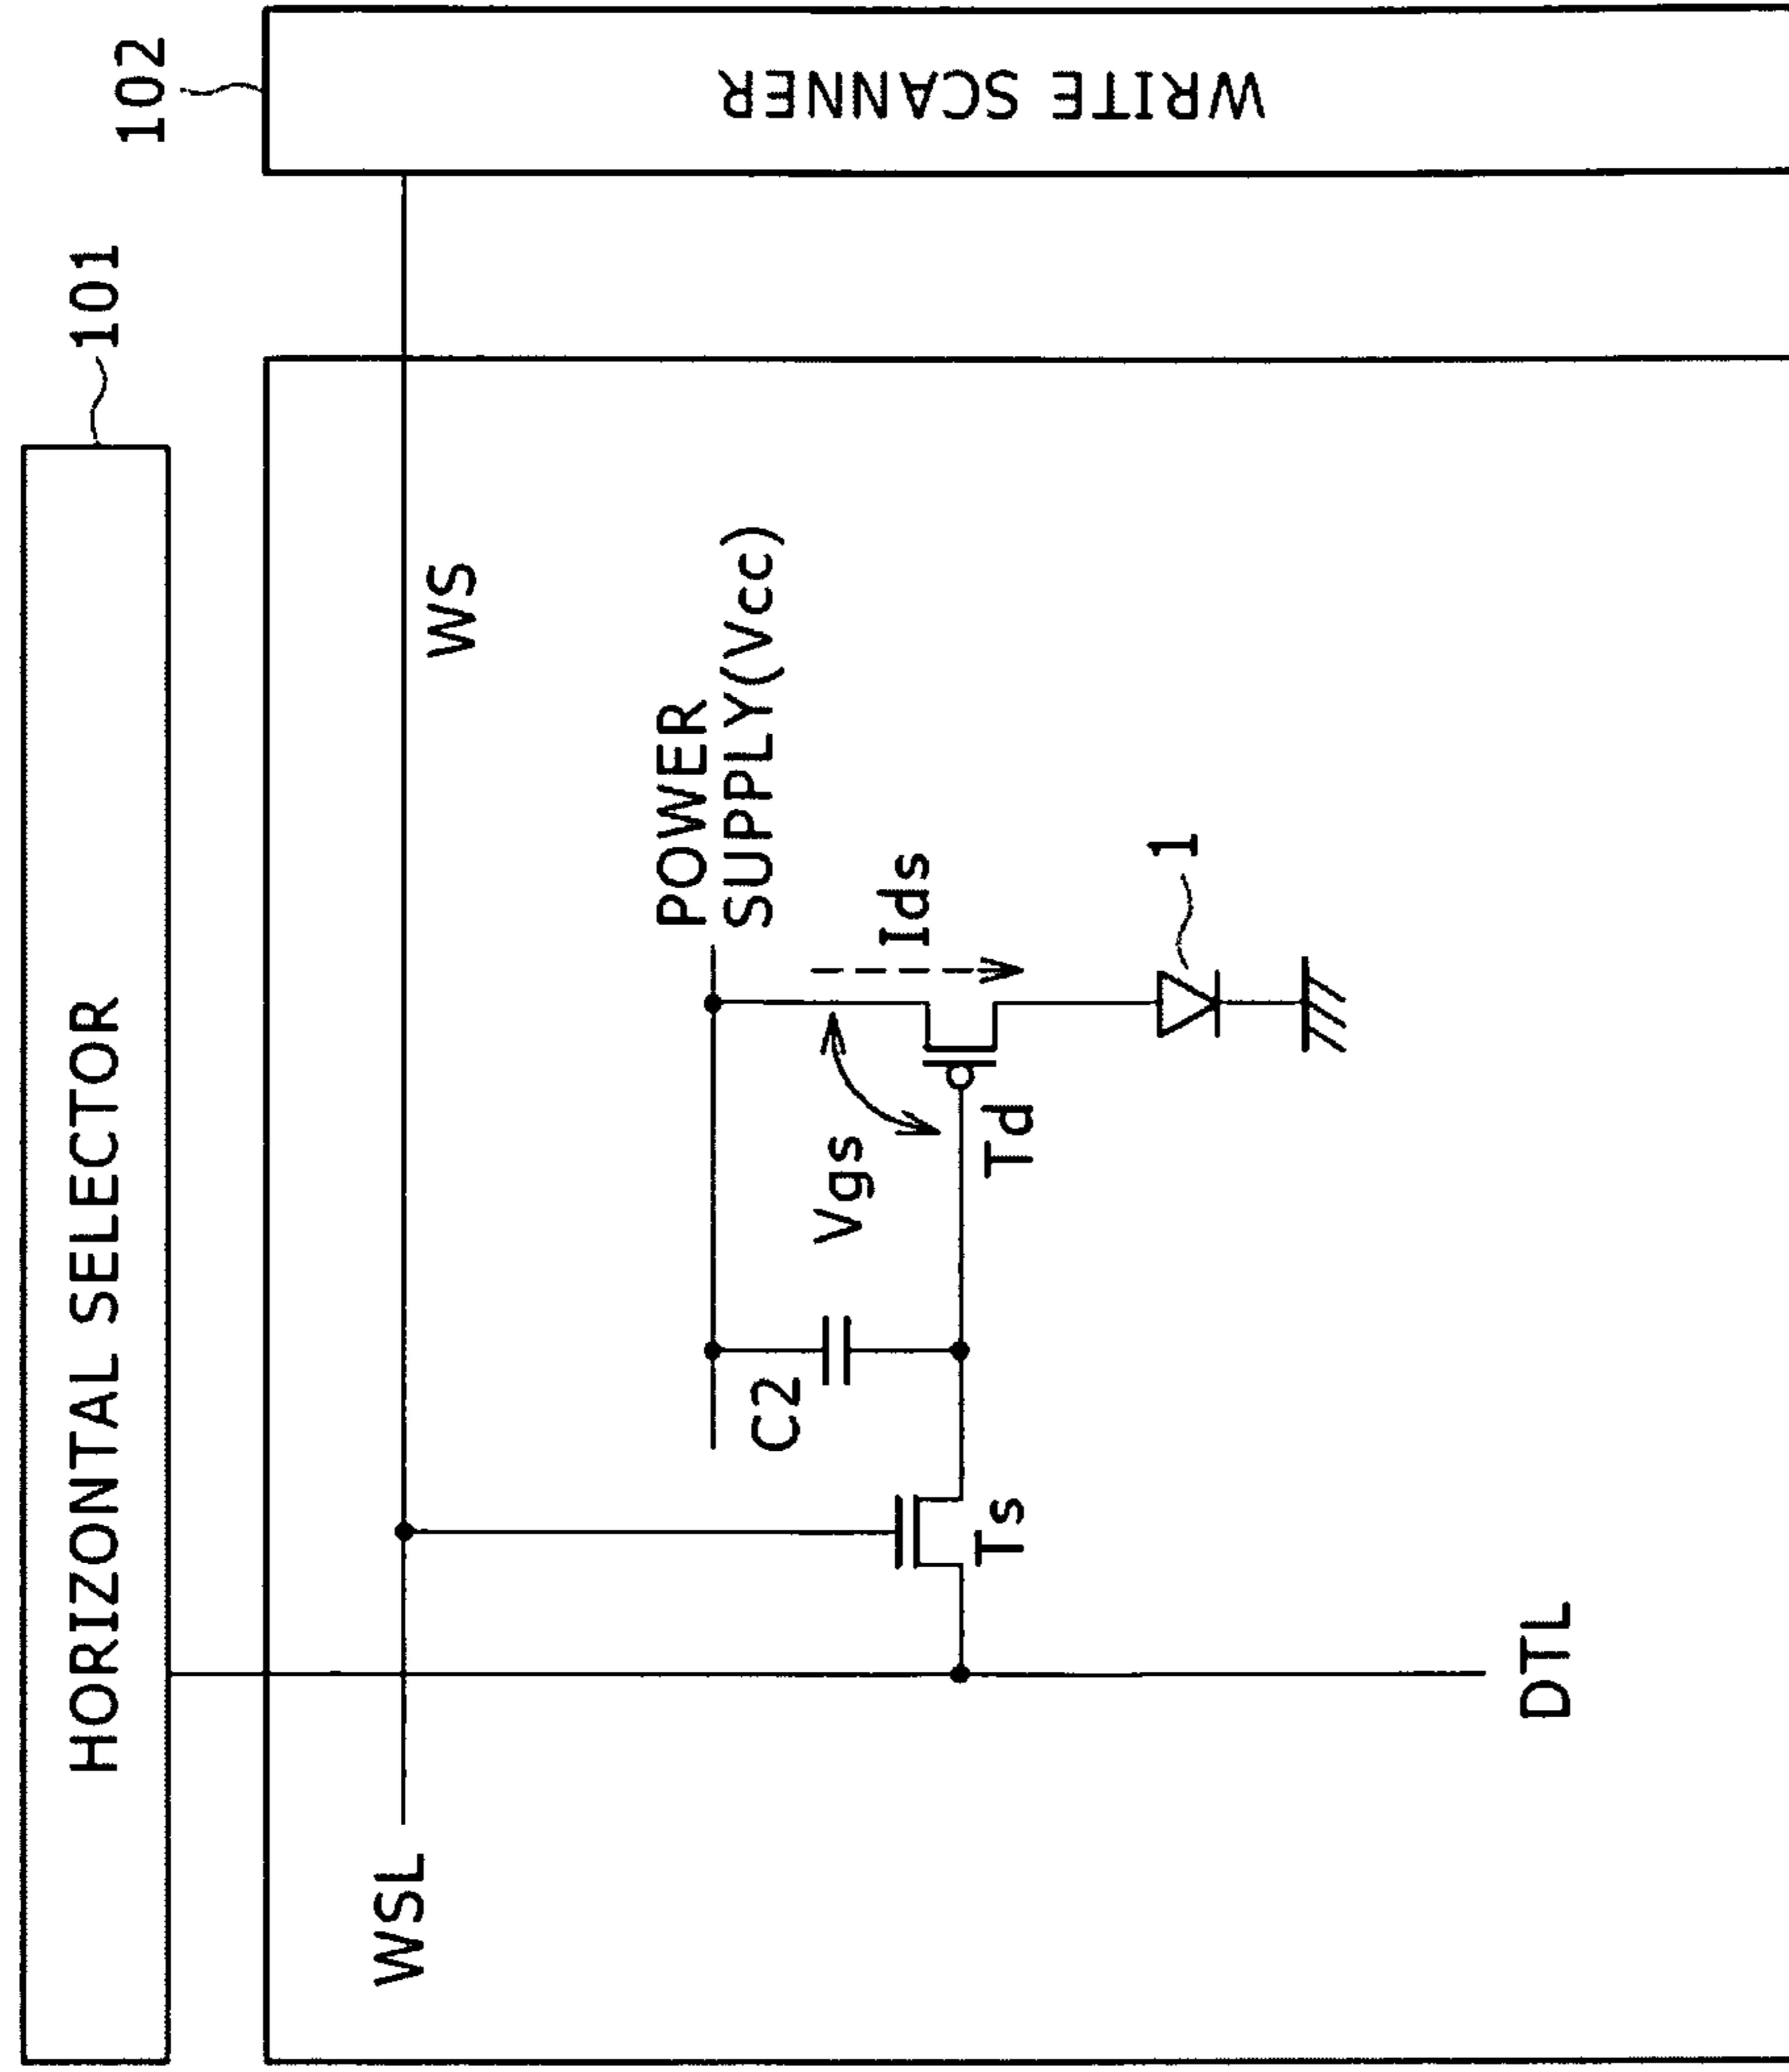 HORIZONTAL SELECTOR
101
102
WRITE SCANNER
WSL
WS
POWER
SUPPLY(Vcc)
C2
Vgs
Ids
Ts
Td
1
DTL